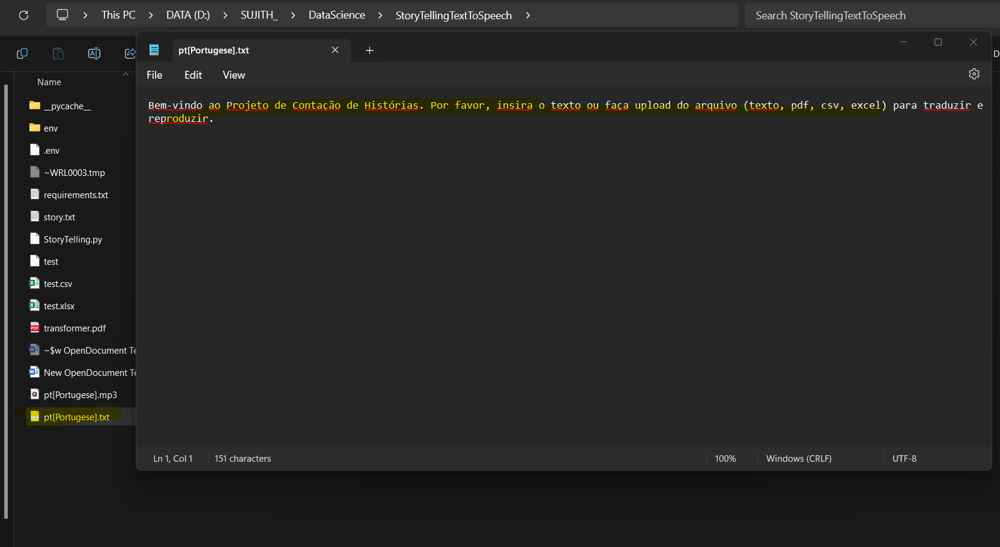 This PC > DATA (D:) > SUJITH_ > DataScience > StoryTellingTextToSpeech >
Search StoryTellingTextToSpeech
pt[Portugese].txt
D
File Edit View
Name
__pycache__
env
.env
~WRL0003.tmp
requirements.txt
story.txt
StoryTelling.py
test
test.csv
test.xlsx
transformer.pdf
~$w OpenDocument Te
New OpenDocument Te
pt[Portugese].mp3
pt[Portugese].txt
Bem-vindo ao Projeto de Contação de Histórias. Por favor, insira o texto ou faça upload do arquivo (texto, pdf, csv, excel) para traduzir e
reproduzir.
Ln 1, Col 1 151 characters 100% Windows (CRLF) UTF-8